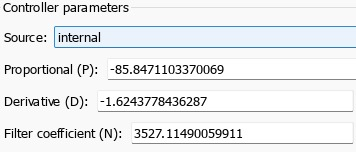 Controller parameters
Source: internal
Proportional (P): -85.8471103370069
Derivative (D): -1.6243778436287
Filter coefficient (N): 3527.11490059911